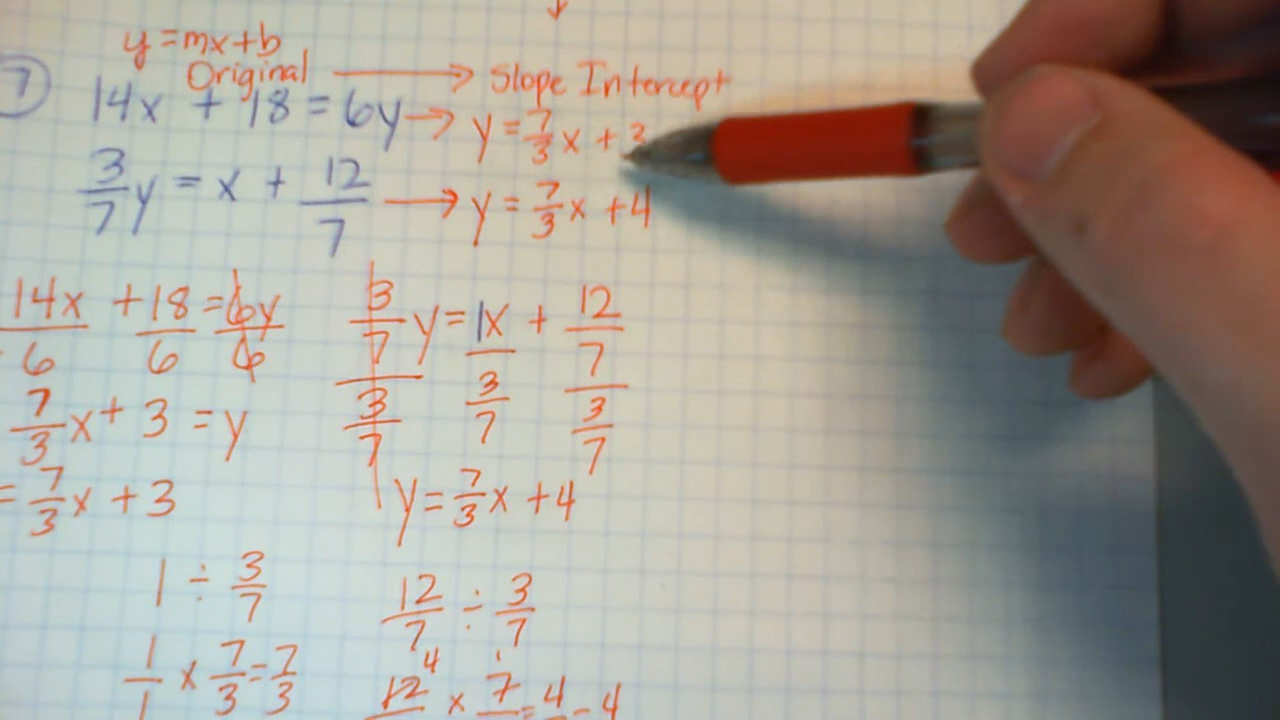 y = mx + b
Original → Slope Intercept
7 14x + 18 = 6y → y = 7/3 x + 3
3/7 y = x + 12/7 → y = 7/3 x + 4
14x/6 + 18/6 = 6y/6
7/3 x + 3 = y
= 7/3 x + 3
3/7 y / 3/7 = 1x / 3/7 + 12/7 / 3/7
y = 7/3 x + 4
1 ÷ 3/7
1/1 x 7/3 = 7/3
12/7 ÷ 3/7
12 4 x 7 1 = 4 = 4